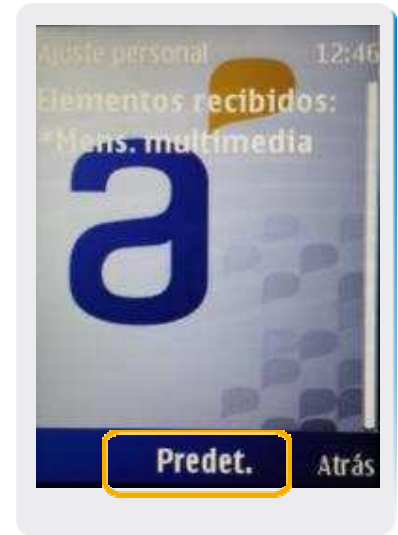 Ajuste personal 12:46
Elementos recibidos:
*Mens. multimedia
a
Predet. Atrás